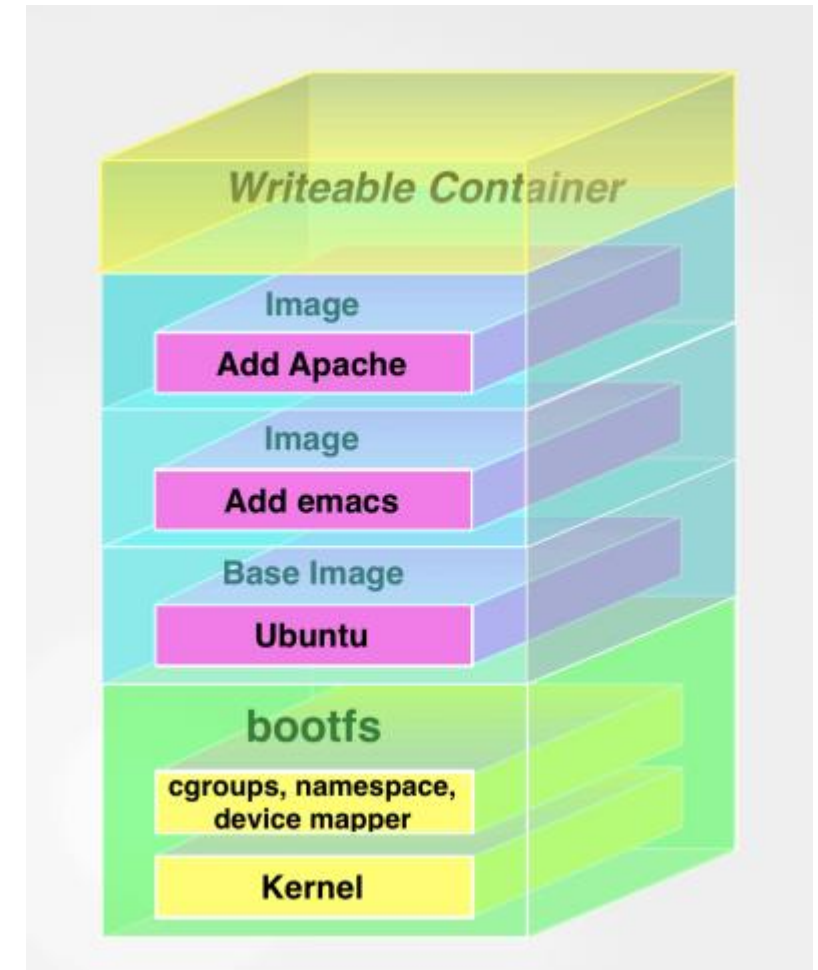 Writeable Container
Image
Add Apache
Image
Add emacs
Base Image
Ubuntu
bootfs
cgroups, namespace,
device mapper
Kernel